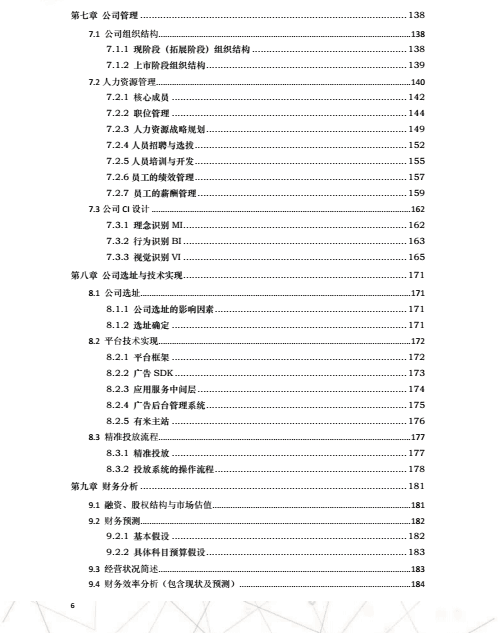 第七章 公司管理 ........ 138
7.1 公司组织结构........138
7.1.1 现阶段（拓展阶段）组织结构 ........ 138
7.1.2 上市阶段组织结构........ 139
7.2 人力资源管理........140
7.2.1 核心成员 ........ 142
7.2.2 职位管理 ........ 144
7.2.3 人力资源战略规划........ 149
7.2.4 人员招聘与选拔........ 152
7.2.5 人员培训与开发........ 155
7.2.6 员工的绩效管理........ 157
7.2.7 员工的薪酬管理........ 159
7.3 公司 CI 设计 ........162
7.3.1 理念识别 MI........ 162
7.3.2 行为识别 BI ........ 163
7.3.3 视觉识别 VI ........ 165
第八章 公司选址与技术实现........ 171
8.1 公司选址........171
8.1.1 公司选址的影响因素........ 171
8.1.2 选址确定 ........ 171
8.2 平台技术实现........172
8.2.1 平台框架 ........ 172
8.2.2 广告 SDK........ 173
8.2.3 应用服务中间层........ 174
8.2.4 广告后台管理系统........ 175
8.2.5 有米主站 ........ 176
8.3 精准投放流程........177
8.3.1 精准投放 ........ 177
8.3.2 投放系统的操作流程........ 178
第九章 财务分析 ........ 181
9.1 融资、股权结构与市场估值........181
9.2 财务预测........182
9.2.1 基本假设 ........ 182
9.2.2 具体科目预算假设........ 183
9.3 经营状况简述........183
9.4 财务效率分析（包含现状及预测）........184
6